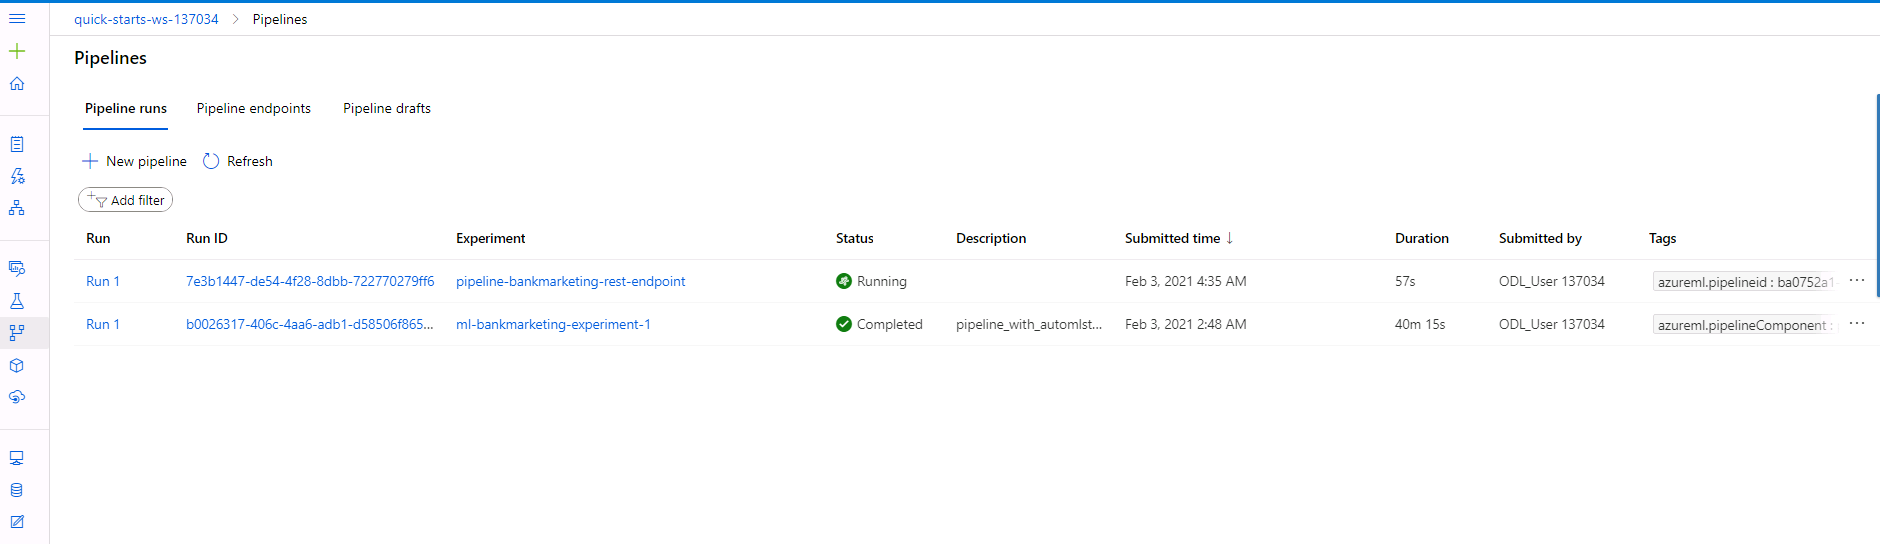 quick-starts-ws-137034 > Pipelines
Pipelines
Pipeline runs Pipeline endpoints Pipeline drafts
New pipeline Refresh
Add filter
Run Run ID Experiment Status Description Submitted time ↓ Duration Submitted by Tags
Run 1 7e3b1447-de54-4f28-8dbb-722770279ff6 pipeline-bankmarketing-rest-endpoint Running Feb 3, 2021 4:35 AM 57s ODL_User 137034 azureml.pipelineid : ba0752a1 ...
Run 1 b0026317-406c-4aa6-adb1-d58506f865... ml-bankmarketing-experiment-1 Completed pipeline_with_automlst... Feb 3, 2021 2:48 AM 40m 15s ODL_User 137034 azureml.pipelineComponent : ...